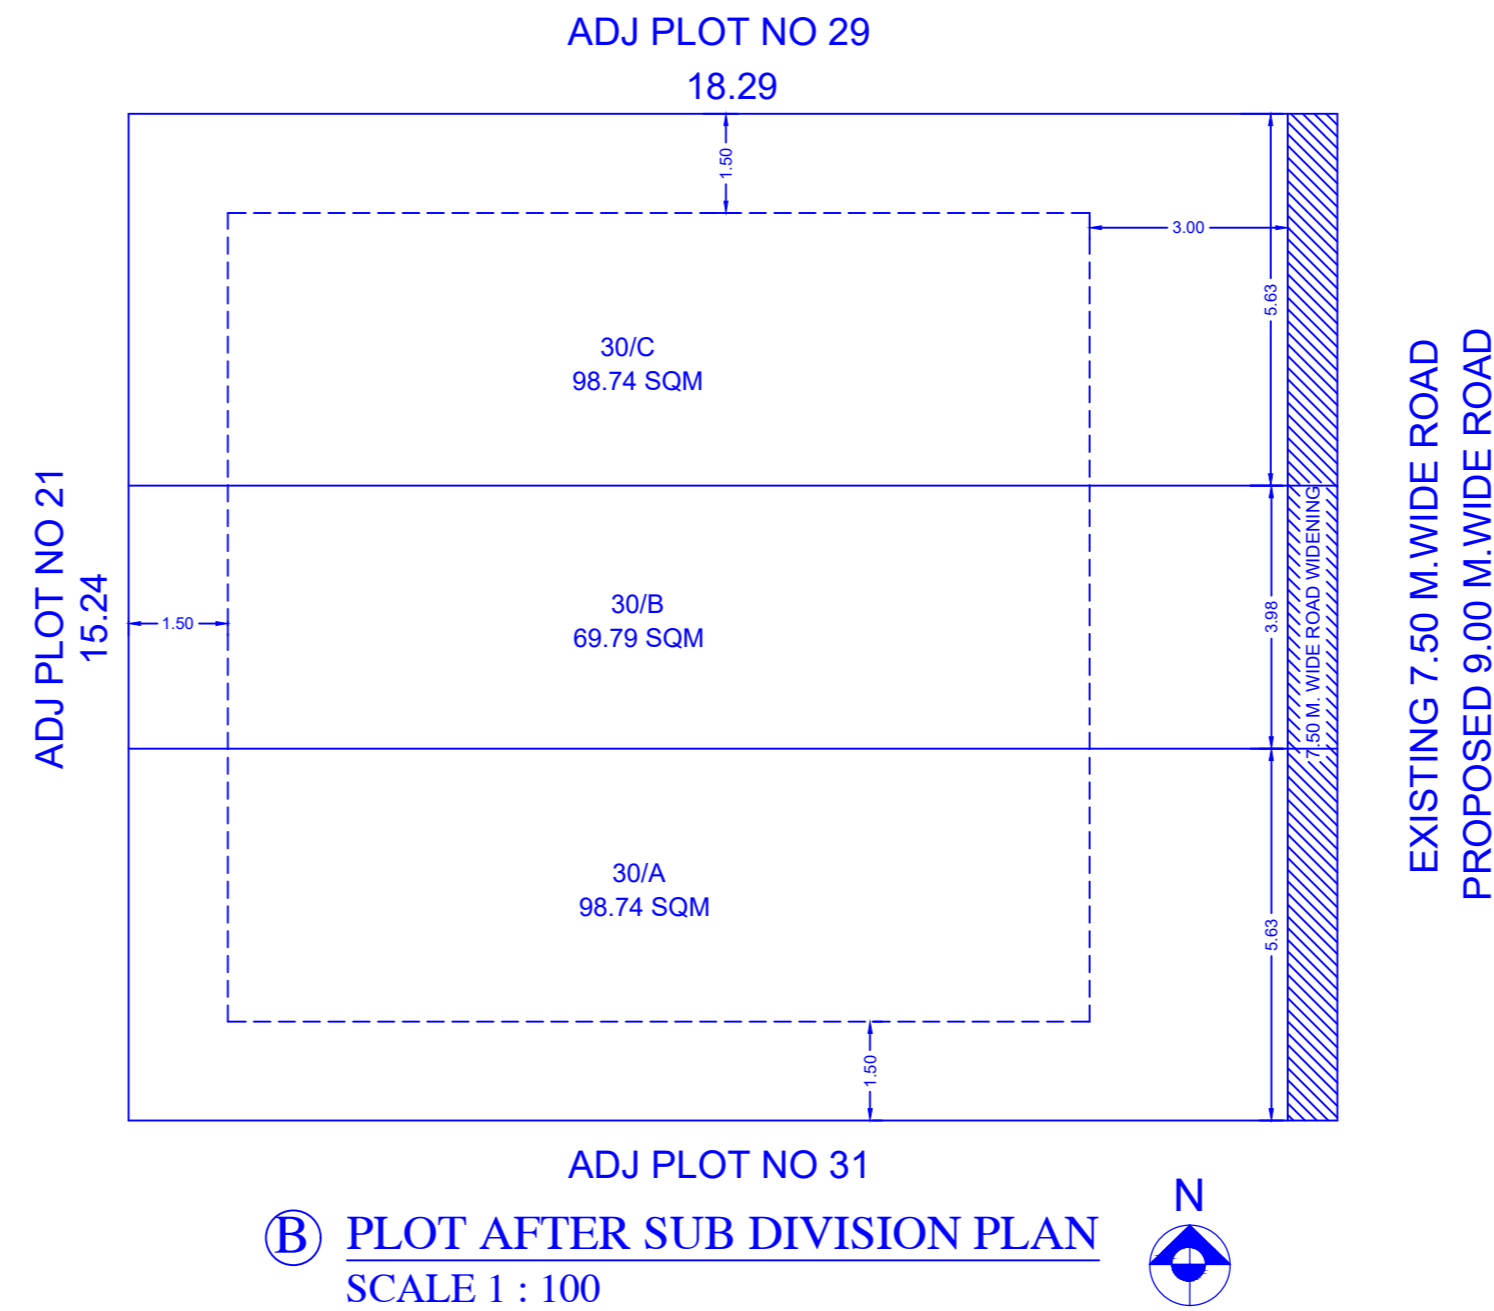 ADJ PLOT NO 29
18.29
1.50
3.00
5.63
30/C
98.74 SQM
ADJ PLOT NO 21
15.24
1.50
30/B
69.79 SQM
3.98
7.50 M. WIDE ROAD WIDENING
EXISTING 7.50 M.WIDE ROAD
PROPOSED 9.00 M.WIDE ROAD
30/A
98.74 SQM
5.63
1.50
ADJ PLOT NO 31
N
B PLOT AFTER SUB DIVISION PLAN
SCALE 1 : 100